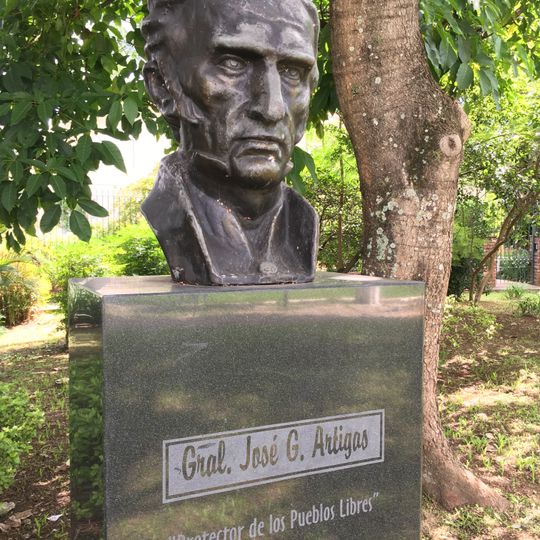 Gral. José G. Artigas
"Protector de los Pueblos Libres"